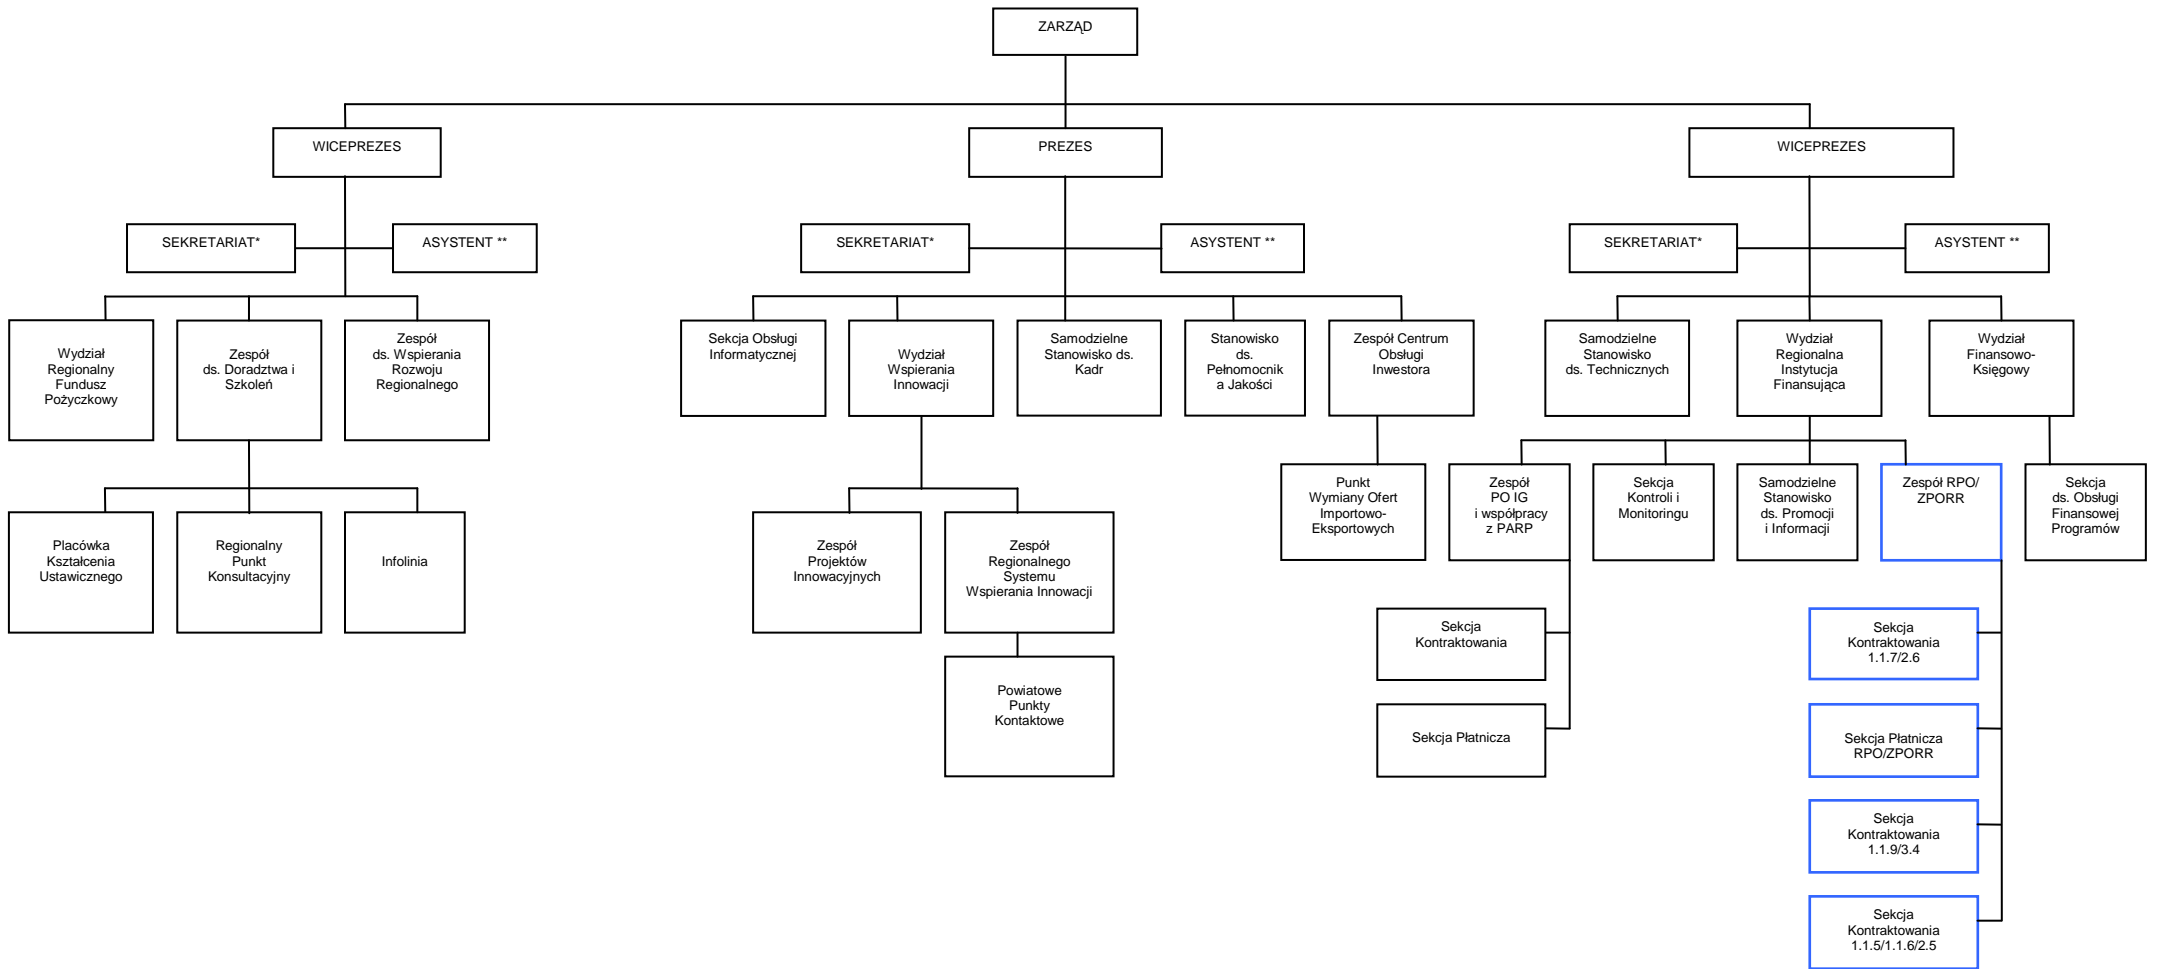 ZARZĄD
WICEPREZES
PREZES
WICEPREZES
SEKRETARIAT*
ASYSTENT **
SEKRETARIAT*
ASYSTENT **
SEKRETARIAT*
ASYSTENT **
Wydział
Regionalny
Fundusz
Pożyczkowy
Zespół
ds. Doradztwa i
Szkoleń
Zespół
ds. Wspierania
Rozwoju
Regionalnego
Sekcja Obsługi
Informatycznej
Wydział
Wspierania
Innowacji
Samodzielne
Stanowisko ds.
Kadr
Stanowisko
ds.
Pełnomocnik
a Jakości
Zespół Centrum
Obsługi
Inwestora
Samodzielne
Stanowisko
ds. Technicznych
Wydział
Regionalna
Instytucja
Finansująca
Wydział
Finansowo-
Księgowy
Punkt
Wymiany Ofert
Importowo-
Eksportowych
Zespół
PO IG
i współpracy
z PARP
Sekcja
Kontroli i
Monitoringu
Samodzielne
Stanowisko
ds. Promocji
i Informacji
Zespół RPO/
ZPORR
Sekcja
ds. Obsługi
Finansowej
Programów
Placówka
Kształcenia
Ustawicznego
Regionalny
Punkt
Konsultacyjny
Infolinia
Zespół
Projektów
Innowacyjnych
Zespół
Regionalnego
Systemu
Wspierania Innowacji
Sekcja
Kontraktowania
Sekcja
Kontraktowania
1.1.7/2.6
Powiatowe
Punkty
Kontaktowe
Sekcja Płatnicza
Sekcja Płatnicza
RPO/ZPORR
Sekcja
Kontraktowania
1.1.9/3.4
Sekcja
Kontraktowania
1.1.5/1.1.6/2.5